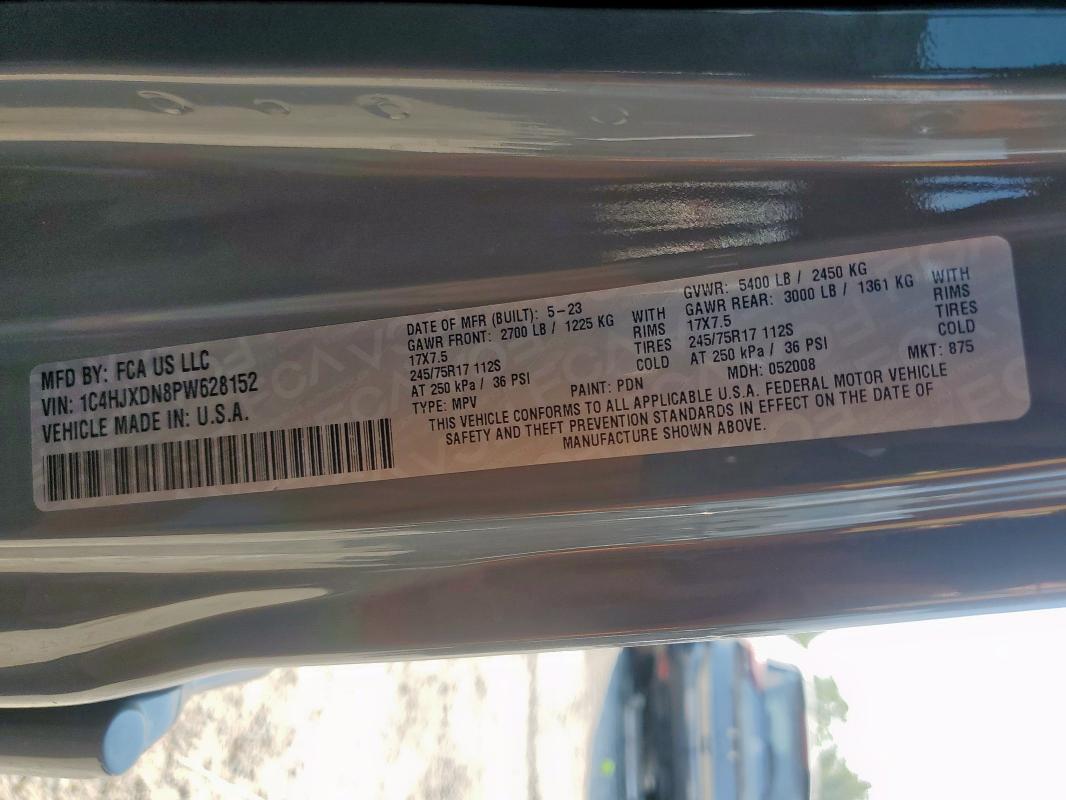 MFD BY: FCA US LLC
VIN: 1C4HJXDN8PW628152
VEHICLE MADE IN: U.S.A.
DATE OF MFR (BUILT): 5-23
GAWR FRONT: 2700 LB / 1225 KG WITH
17X7.5 RIMS
245/75R17 112S TIRES
AT 250 kPa / 36 PSI COLD
TYPE: MPV
PAINT: PDN
GVWR: 5400 LB / 2450 KG
GAWR REAR: 3000 LB / 1361 KG WITH
17X7.5 RIMS
245/75R17 112S TIRES
AT 250 kPa / 36 PSI COLD
MDH: 052008 MKT: 875
THIS VEHICLE CONFORMS TO ALL APPLICABLE U.S.A. FEDERAL MOTOR VEHICLE
SAFETY AND THEFT PREVENTION STANDARDS IN EFFECT ON THE DATE OF
MANUFACTURE SHOWN ABOVE.